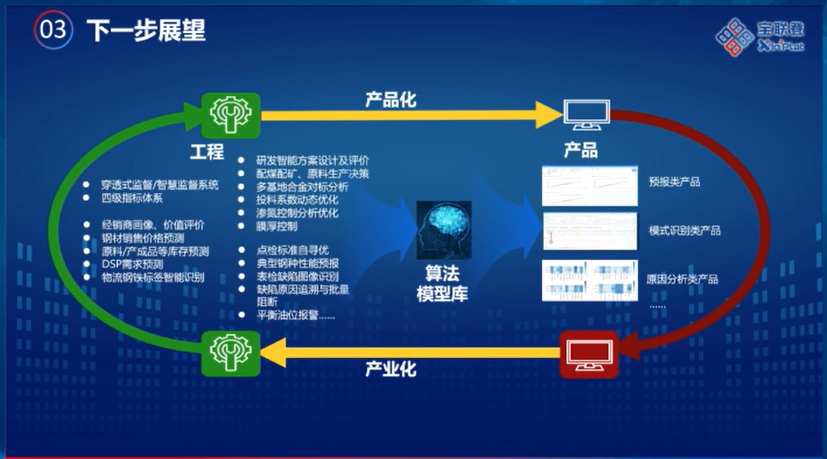 03 下一步展望
宝联登
Xin³Plat
产品化
工程
产品
穿透式监督/智慧监督系统
四级指标体系
经销商画像、价值评价
钢材销售价格预测
原料/产成品等库存预测
DSP需求预测
物流钢铁标签智能识别
研发智能方案设计及评价
配煤配矿、原料生产决策
多基地合金对标分析
投料系数动态优化
渗氮控制分析优化
膜厚控制
点检标准自寻优
典型钢种性能预报
表检缺陷图像识别
缺陷原因追溯与批量
阻断
平衡油位报警......
算法
模型库
预报类产品
模式识别类产品
原因分析类产品
......
产业化